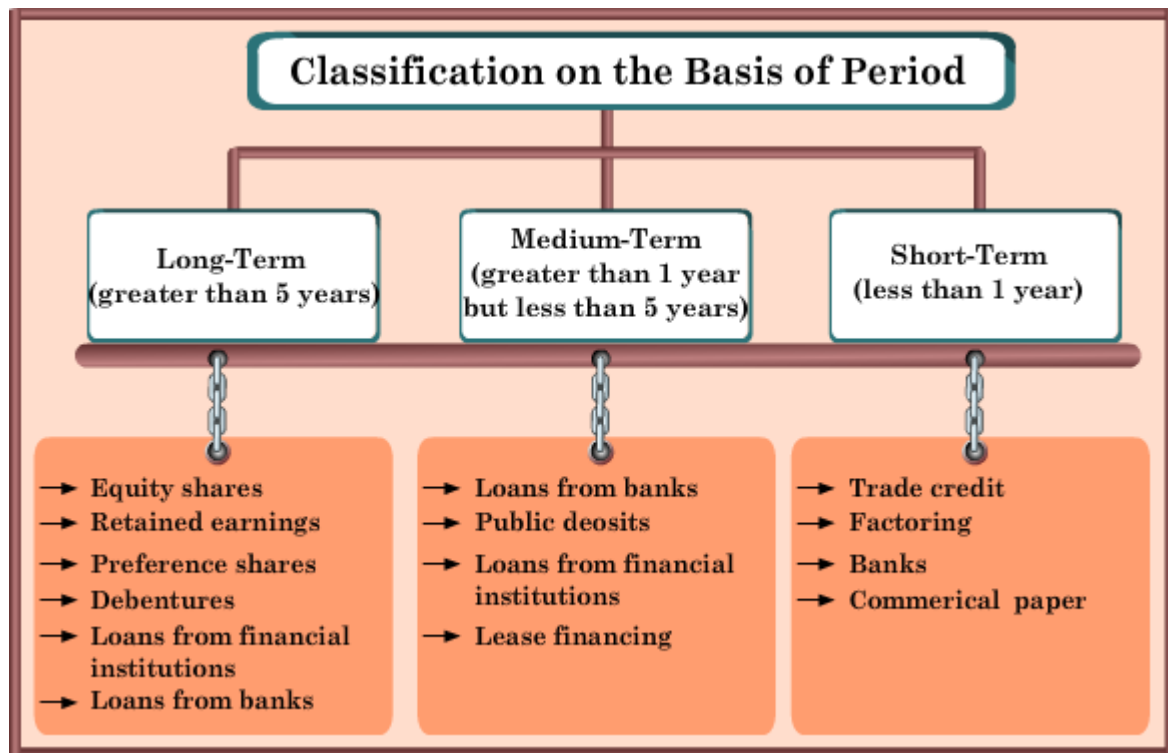 Classification on the Basis of Period
Long-Term
(greater than 5 years)
Medium-Term
(greater than 1 year
but less than 5 years)
Short-Term
(less than 1 year)
Equity shares
Retained earnings
Preference shares
Debentures
Loans from financial
institutions
Loans from banks
Loans from banks
Public deosits
Loans from financial
institutions
Lease financing
Trade credit
Factoring
Banks
Commerical paper